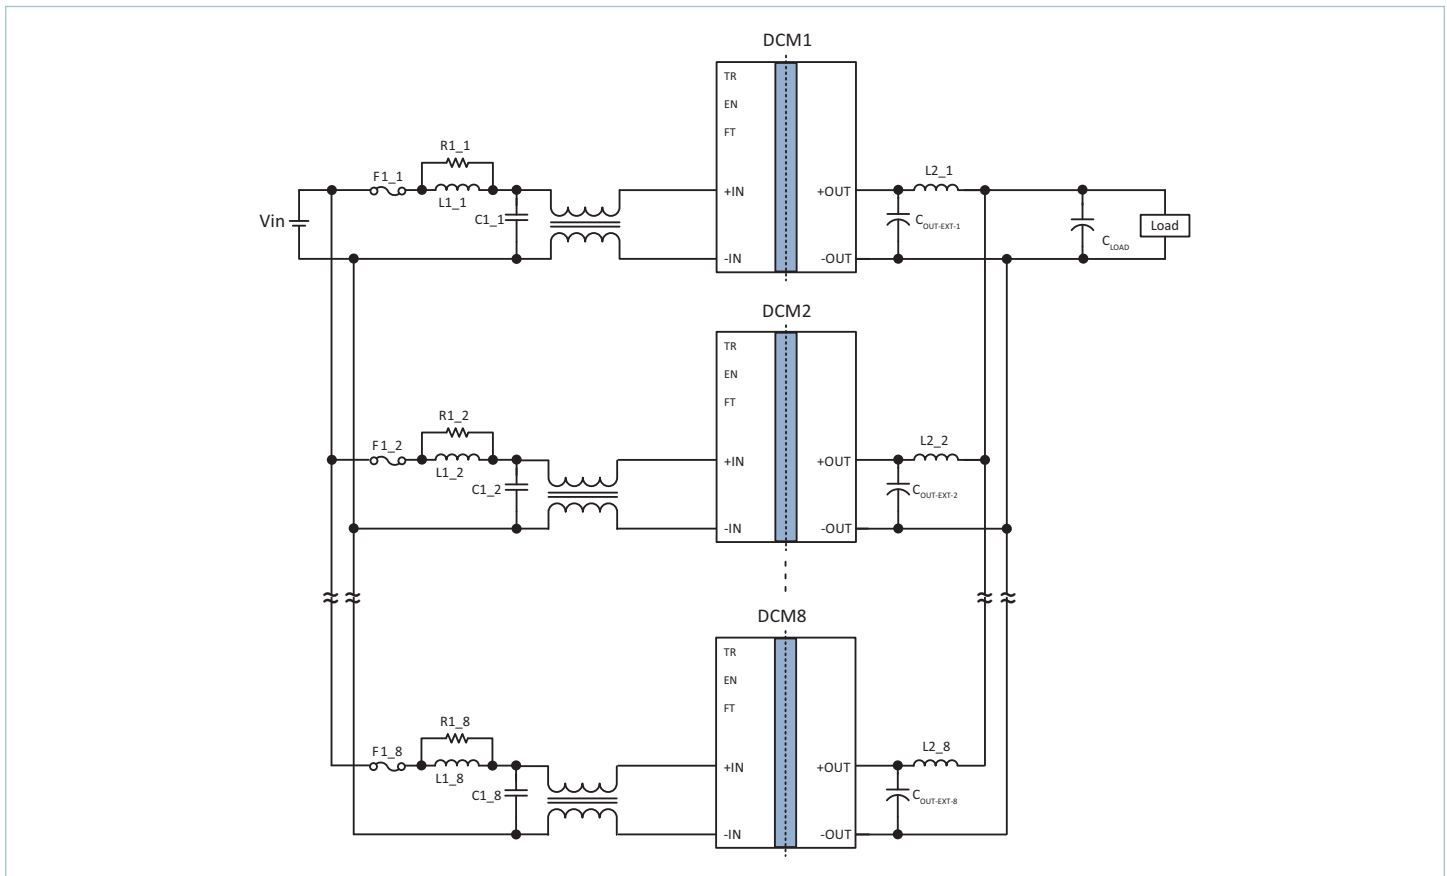 DCM1
TR
EN
FT
R1_1
F1_1
L1_1
C1_1
Vin
+IN
-IN
+OUT
-OUT
L2_1
COUT-EXT-1
CLOAD
Load
DCM2
TR
EN
FT
R1_2
F1_2
L1_2
C1_2
+IN
-IN
+OUT
-OUT
L2_2
COUT-EXT-2
DCM8
TR
EN
FT
R1_8
F1_8
L1_8
C1_8
+IN
-IN
+OUT
-OUT
L2_8
COUT-EXT-8